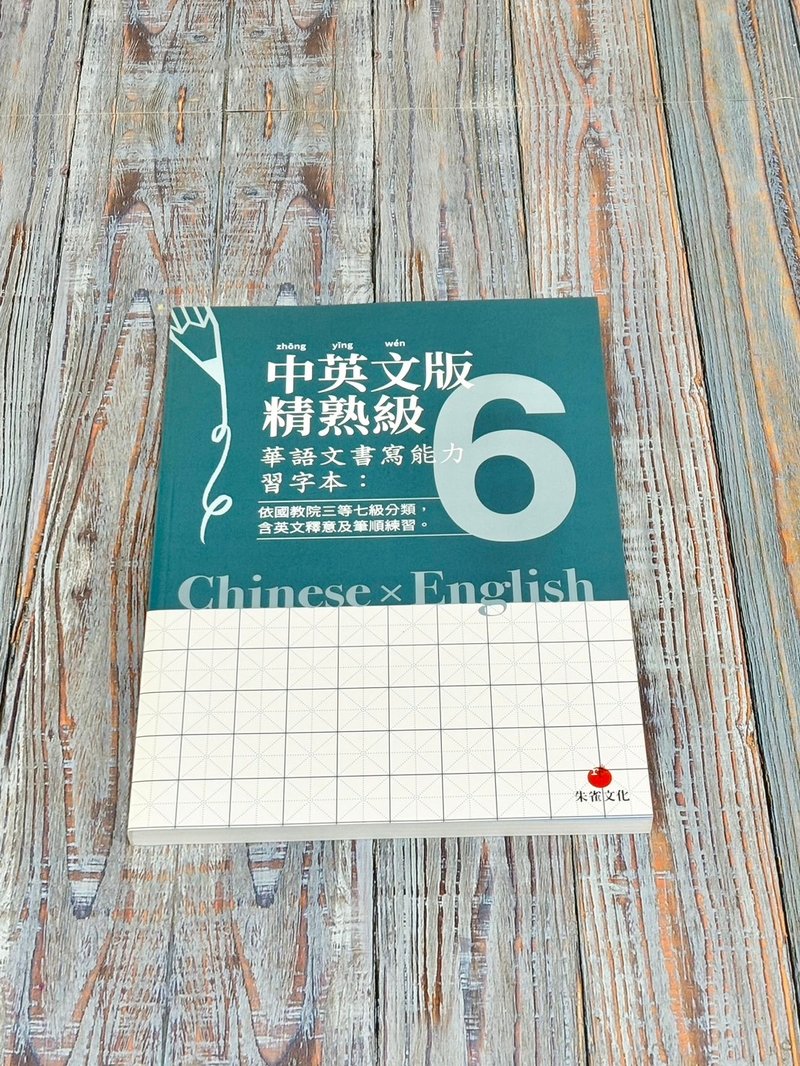 zhōng yīng wén
中英文版
精熟級
6
華語文書寫能力
習字本：
依國教院三等七級分類，
含英文釋意及筆順練習。
Chinese × English
朱雀文化